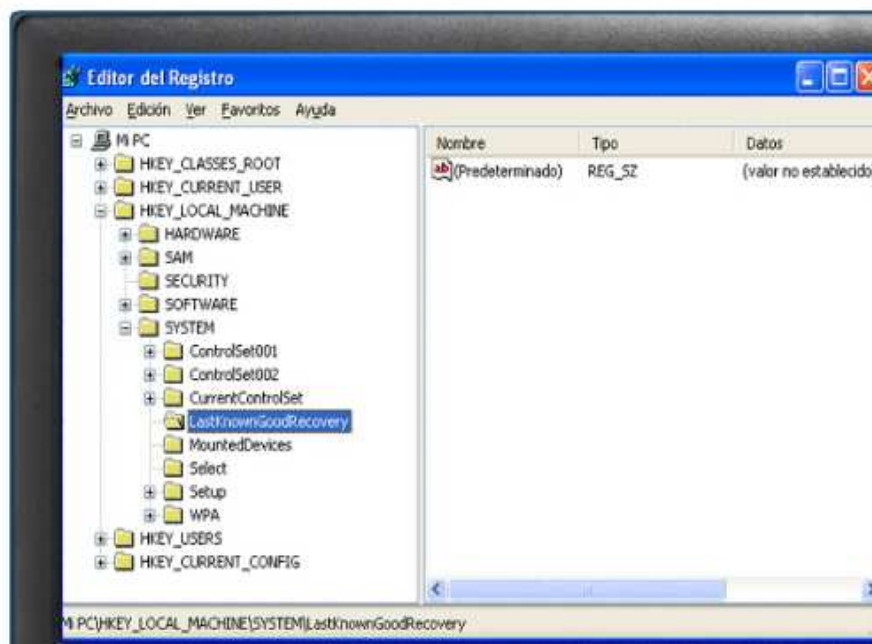 Editor del Registro
Archivo Edición Ver Favoritos Ayuda
Mi PC
HKEY_CLASSES_ROOT
HKEY_CURRENT_USER
HKEY_LOCAL_MACHINE
HARDWARE
SAM
SECURITY
SOFTWARE
SYSTEM
ControlSet001
ControlSet002
CurrentControlSet
LastKnownGoodRecovery
MountedDevices
Select
Setup
WPA
HKEY_USERS
HKEY_CURRENT_CONFIG
Nombre Tipo Datos
ab (Predeterminado) REG_SZ (valor no establecido
Mi PC\HKEY_LOCAL_MACHINE\SYSTEM\LastKnownGoodRecovery